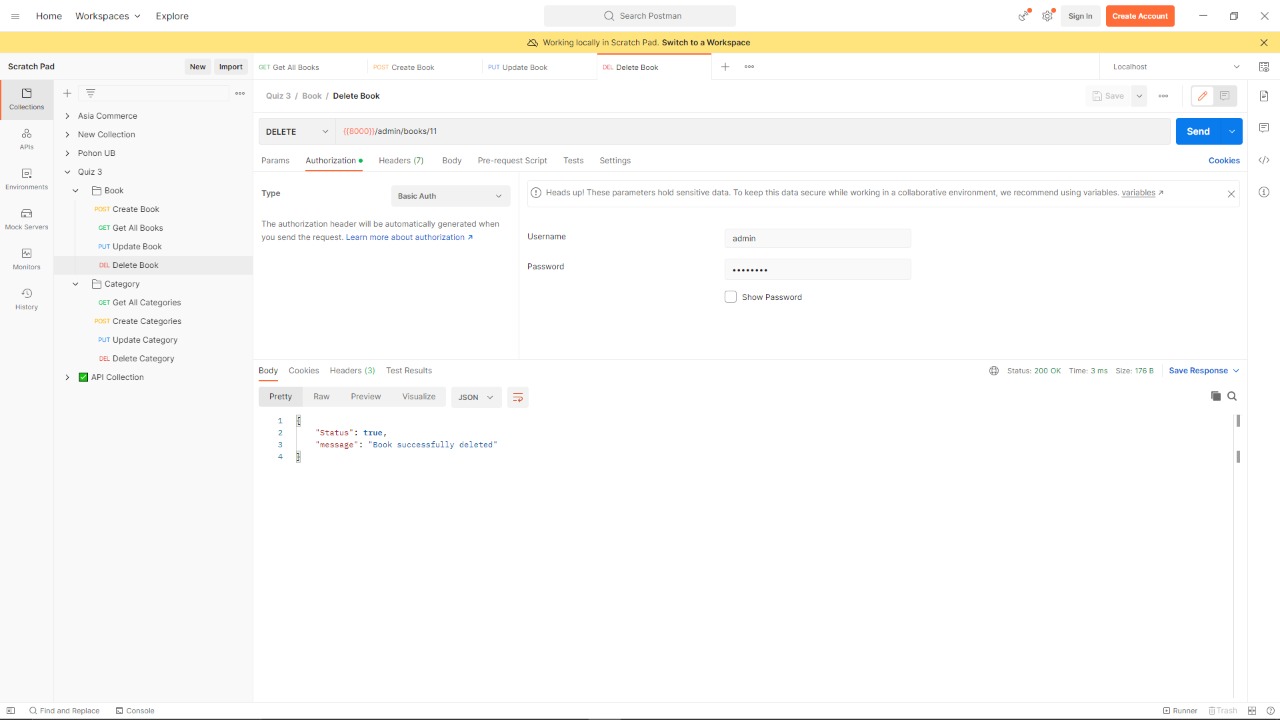 Home Workspaces Explore Search Postman Sign In Create Account
Working locally in Scratch Pad. Switch to a Workspace
Scratch Pad New Import GET Get All Books POST Create Book PUT Update Book DEL Delete Book Localhost
Collections
APIs
Environments
Mock Servers
Monitors
History
Asia Commerce
New Collection
Pohon UB
Quiz 3
Book
POST Create Book
GET Get All Books
PUT Update Book
DEL Delete Book
Category
GET Get All Categories
POST Create Categories
PUT Update Category
DEL Delete Category
API Collection
Quiz 3 / Book / Delete Book Save
DELETE {{8000}}/admin/books/11 Send
Params Authorization Headers (7) Body Pre-request Script Tests Settings Cookies
Type Basic Auth
The authorization header will be automatically generated when
you send the request. Learn more about authorization ↗
Heads up! These parameters hold sensitive data. To keep this data secure while working in a collaborative environment, we recommend using variables. variables ↗
Username admin
Password ••••••••
Show Password
Body Cookies Headers (3) Test Results Status: 200 OK Time: 3 ms Size: 176 B Save Response
Pretty Raw Preview Visualize JSON
1 {
2 "Status": true,
3 "message": "Book successfully deleted"
4 }
Find and Replace Console Runner Trash